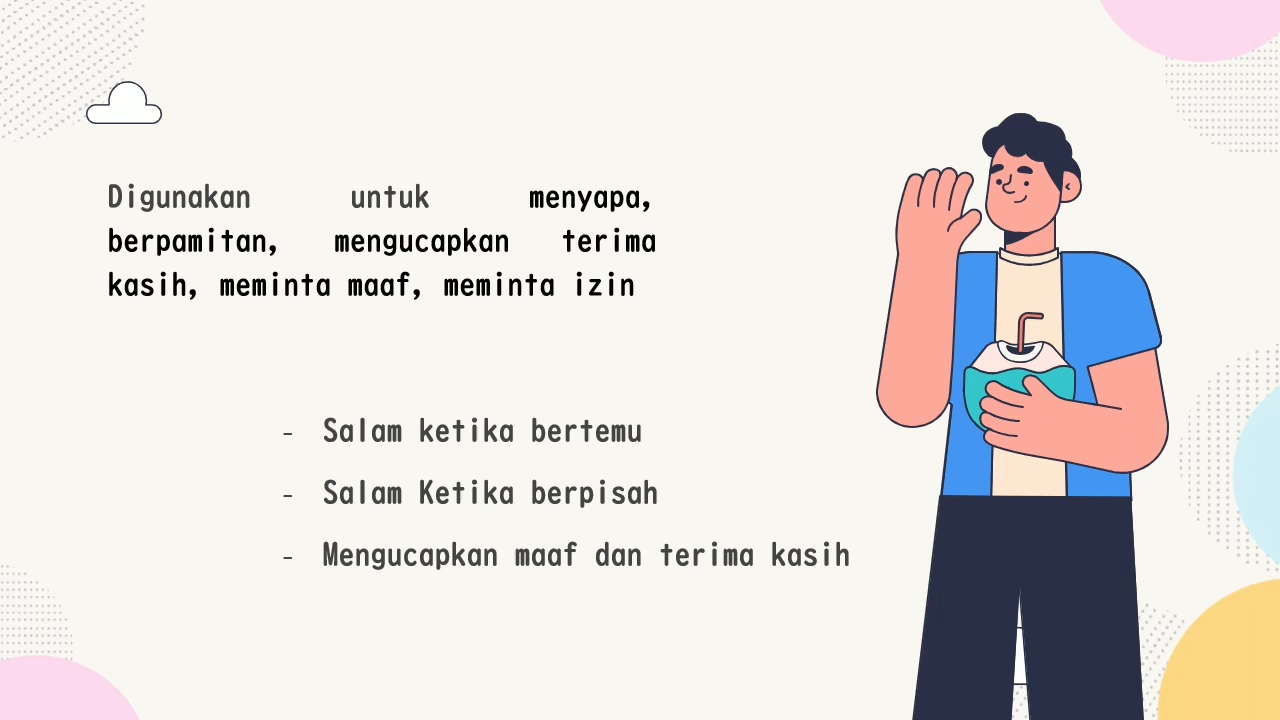 Digunakan untuk menyapa,
berpamitan, mengucapkan terima
kasih, meminta maaf, meminta izin
- Salam ketika bertemu
- Salam Ketika berpisah
- Mengucapkan maaf dan terima kasih